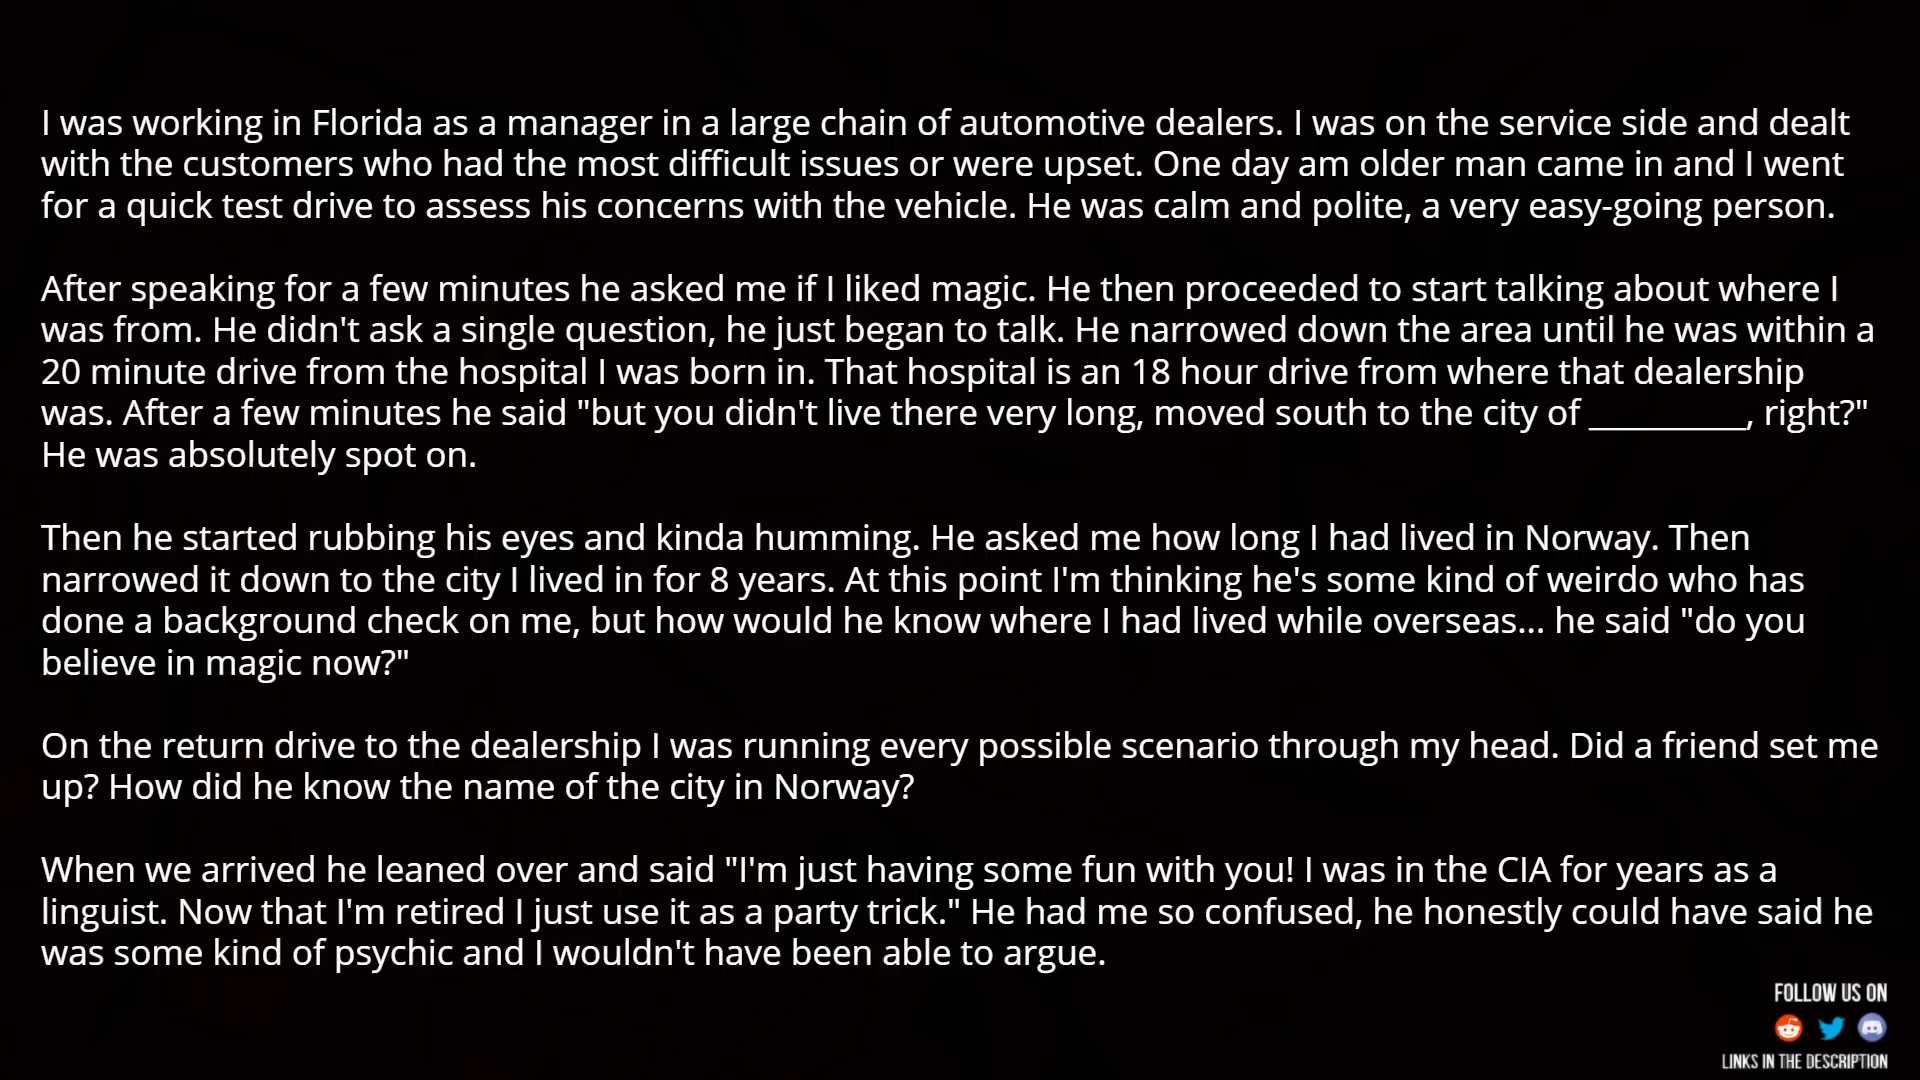 I was working in Florida as a manager in a large chain of automotive dealers. I was on the service side and dealt
with the customers who had the most difficult issues or were upset. One day am older man came in and I went
for a quick test drive to assess his concerns with the vehicle. He was calm and polite, a very easy-going person.
After speaking for a few minutes he asked me if I liked magic. He then proceeded to start talking about where I
was from. He didn't ask a single question, he just began to talk. He narrowed down the area until he was within a
20 minute drive from the hospital I was born in. That hospital is an 18 hour drive from where that dealership
was. After a few minutes he said "but you didn't live there very long, moved south to the city of _________, right?"
He was absolutely spot on.
Then he started rubbing his eyes and kinda humming. He asked me how long I had lived in Norway. Then
narrowed it down to the city I lived in for 8 years. At this point I'm thinking he's some kind of weirdo who has
done a background check on me, but how would he know where I had lived while overseas... he said "do you
believe in magic now?"
On the return drive to the dealership I was running every possible scenario through my head. Did a friend set me
up? How did he know the name of the city in Norway?
When we arrived he leaned over and said "I'm just having some fun with you! I was in the CIA for years as a
linguist. Now that I'm retired I just use it as a party trick." He had me so confused, he honestly could have said he
was some kind of psychic and I wouldn't have been able to argue.
FOLLOW US ON
LINKS IN THE DESCRIPTION